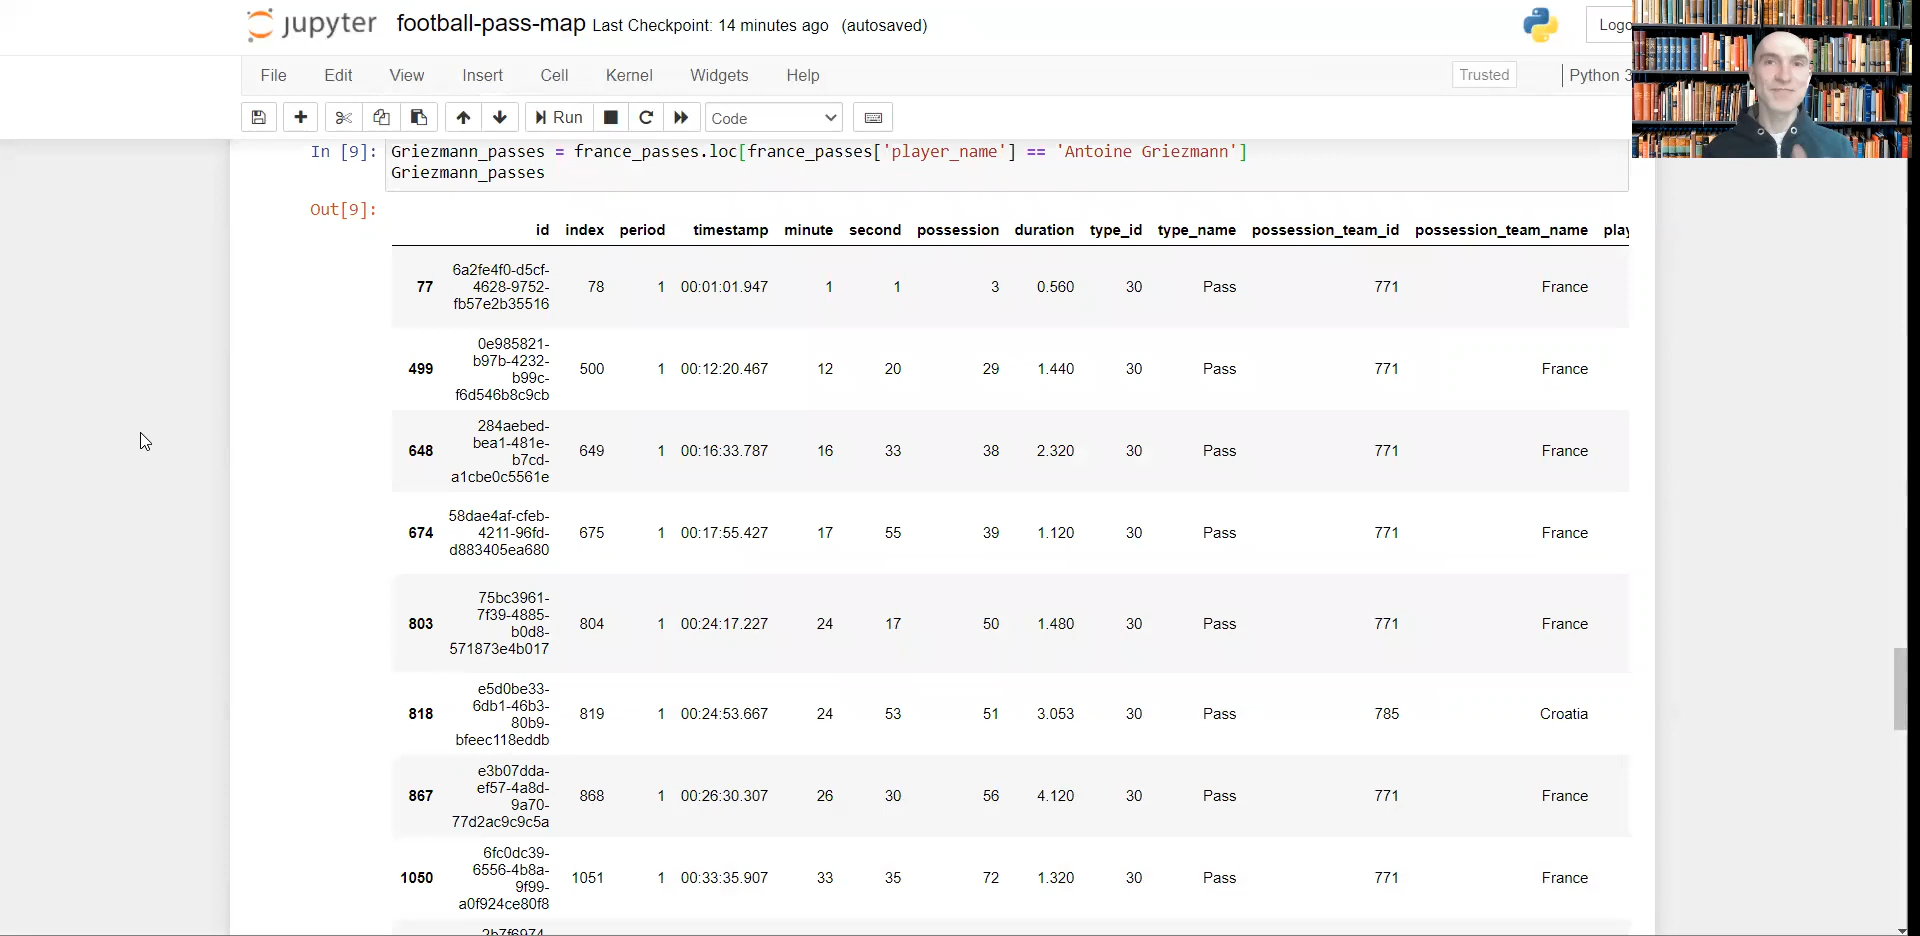 jupyter football-pass-map Last Checkpoint: 14 minutes ago (autosaved)
File Edit View Insert Cell Kernel Widgets Help Trusted Python 3
Run Code
In [9]: Griezmann_passes = france_passes.loc[france_passes['player_name'] == 'Antoine Griezmann']
Griezmann_passes
Out[9]:
id index period timestamp minute second possession duration type_id type_name possession_team_id possession_team_name
6a2fe4f0-d5cf-
77 4628-9752- 78 1 00:01:01.947 1 1 3 0.560 30 Pass 771 France
fb57e2b35516
0e985821-
b97b-4232-
499 500 1 00:12:20.467 12 20 29 1.440 30 Pass 771 France
b99c-
f6d546b8c9cb
284aebed-
bea1-481e-
648 649 1 00:16:33.787 16 33 38 2.320 30 Pass 771 France
b7cd-
a1cbe0c5561e
58dae4af-cfeb-
674 4211-96fd- 675 1 00:17:55.427 17 55 39 1.120 30 Pass 771 France
d883405ea680
75bc3961-
7f39-4885-
803 804 1 00:24:17.227 24 17 50 1.480 30 Pass 771 France
b0d8-
571873e4b017
e5d0be33-
6db1-46b3-
818 819 1 00:24:53.667 24 53 51 3.053 30 Pass 785 Croatia
80b9-
bfeec118eddb
e3b07dda-
ef57-4a8d-
867 868 1 00:26:30.307 26 30 56 4.120 30 Pass 771 France
9a70-
77d2ac9c9c5a
6fc0dc39-
6556-4b8a-
1050 1051 1 00:33:35.907 33 35 72 1.320 30 Pass 771 France
9f99-
a0f924ce80f8